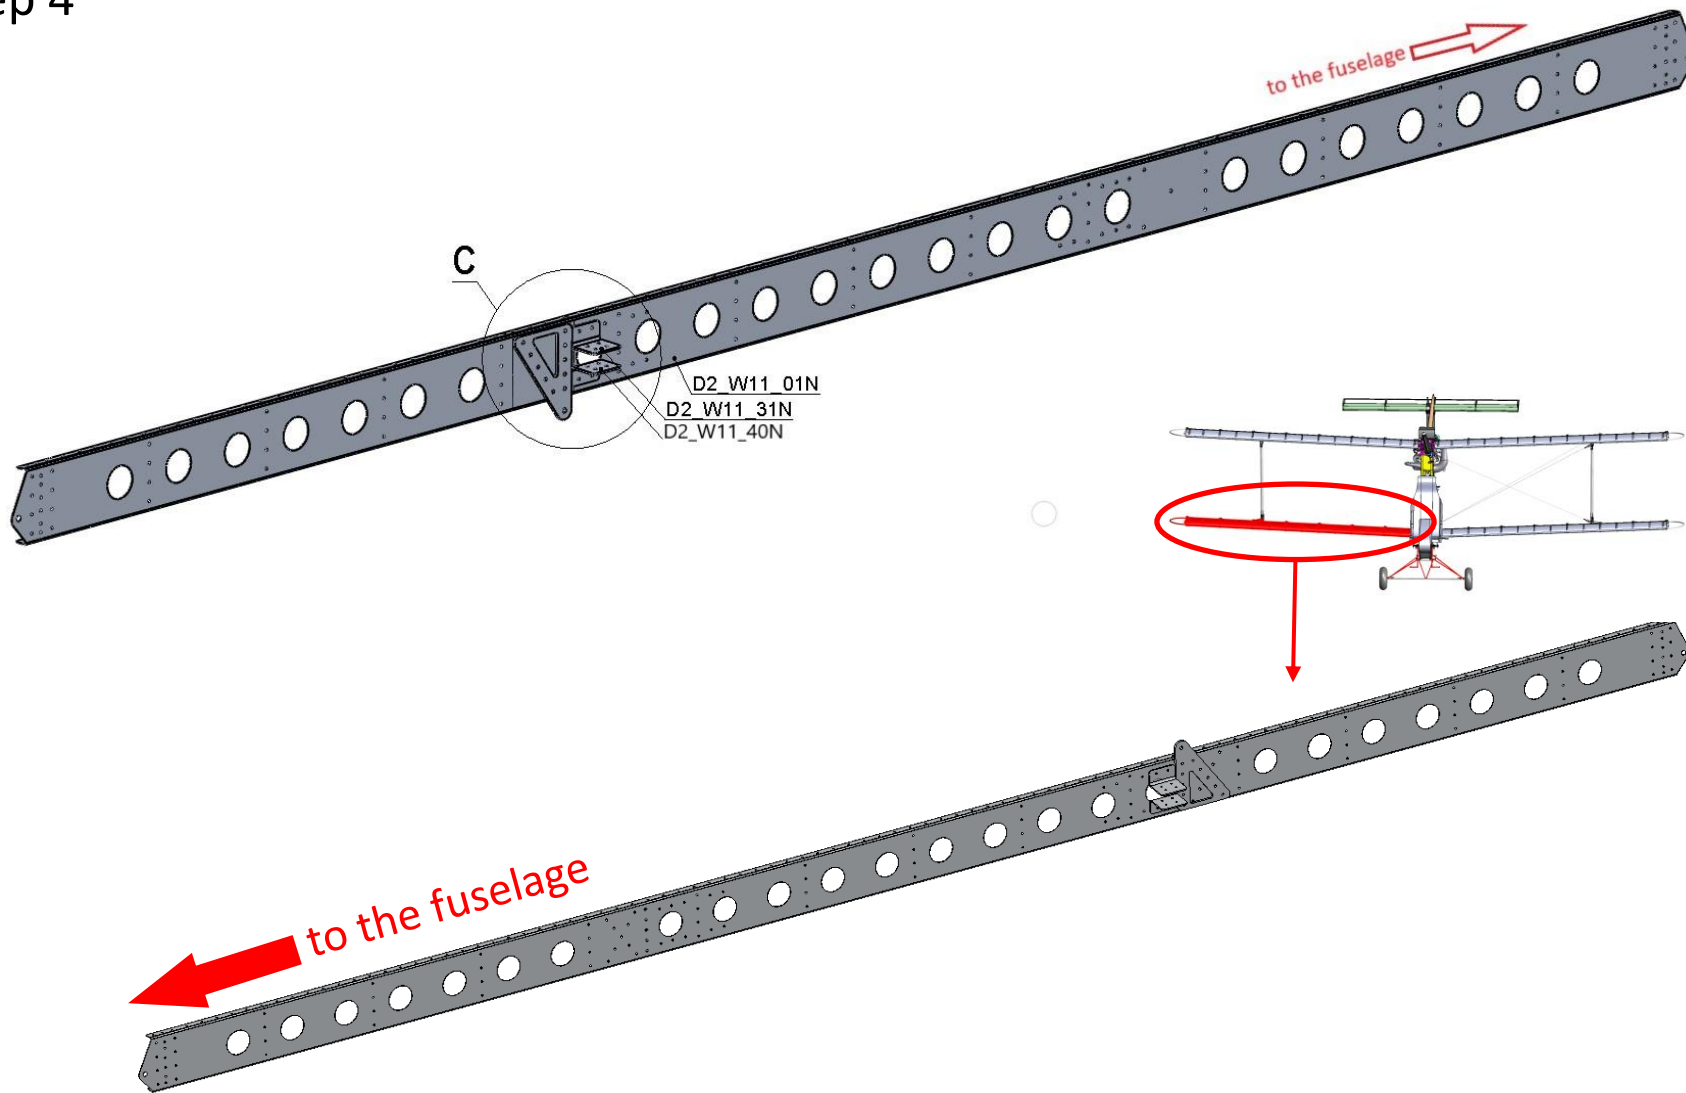 ep 4
to the fuselage
C
D2_W11_01N
D2_W11_31N
D2_W11_40N
to the fuselage